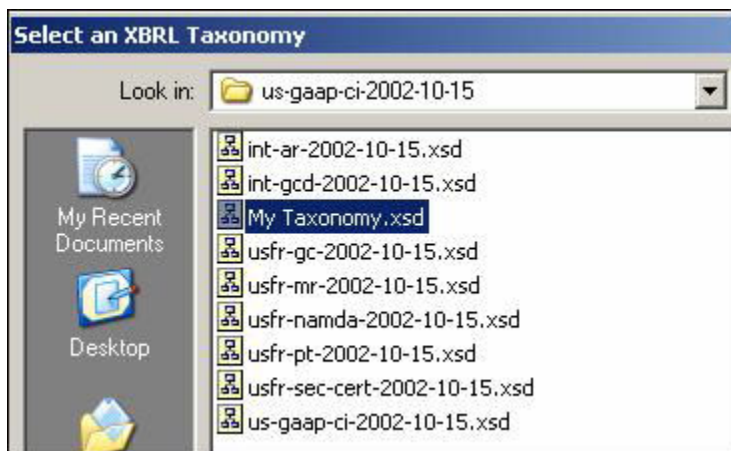 Select an XBRL Taxonomy
Look in:
us-gaap-ci-2002-10-15
My Recent
Documents
Desktop
int-ar-2002-10-15.xsd
int-gcd-2002-10-15.xsd
My Taxonomy.xsd
usfr-gc-2002-10-15.xsd
usfr-mr-2002-10-15.xsd
usfr-namda-2002-10-15.xsd
usfr-pt-2002-10-15.xsd
usfr-sec-cert-2002-10-15.xsd
us-gaap-ci-2002-10-15.xsd